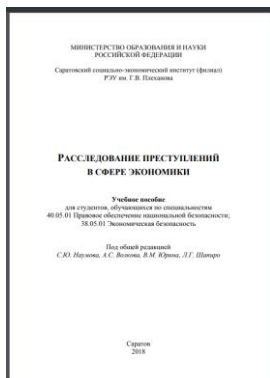 МИНИСТЕРСТВО ОБРАЗОВАНИЯ И НАУКИ
РОССИЙСКОЙ ФЕДЕРАЦИИ
Саратовский социально-экономический институт (филиал)
РЭУ им. Г.В. Плеханова
РАССЛЕДОВАНИЕ ПРЕСТУПЛЕНИЙ
В СФЕРЕ ЭКОНОМИКИ
Учебное пособие
для студентов, обучающихся по специальностям
40.05.01 Правовое обеспечение национальной безопасности;
38.05.01 Экономическая безопасность
Под общей редакцией
С.Ю. Наумова, А.С. Волкова, В.М. Юрина, Л.Г. Шапиро
Саратов
2018